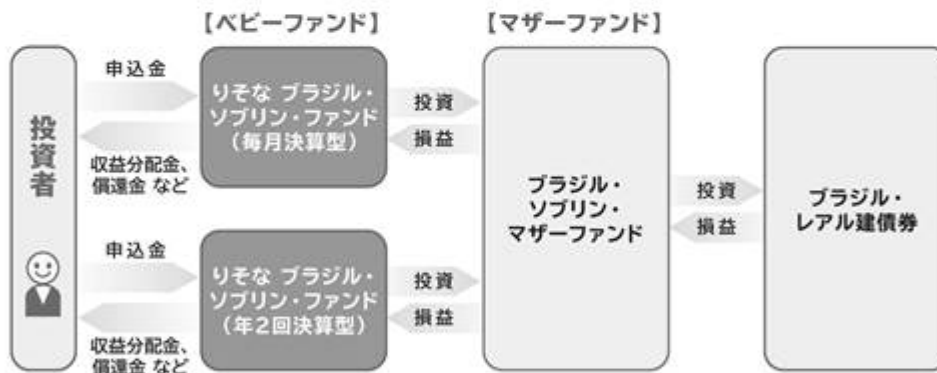 【ベビーファンド】
【マザーファンド】
投資者
申込金
収益分配金、
償還金 など
りそな ブラジル・
ソブリン・ファンド
（毎月決算型）
投資
損益
申込金
収益分配金、
償還金 など
りそな ブラジル・
ソブリン・ファンド
（年2回決算型）
投資
損益
ブラジル・
ソブリン・
マザーファンド
投資
損益
ブラジル・
レアル建債券